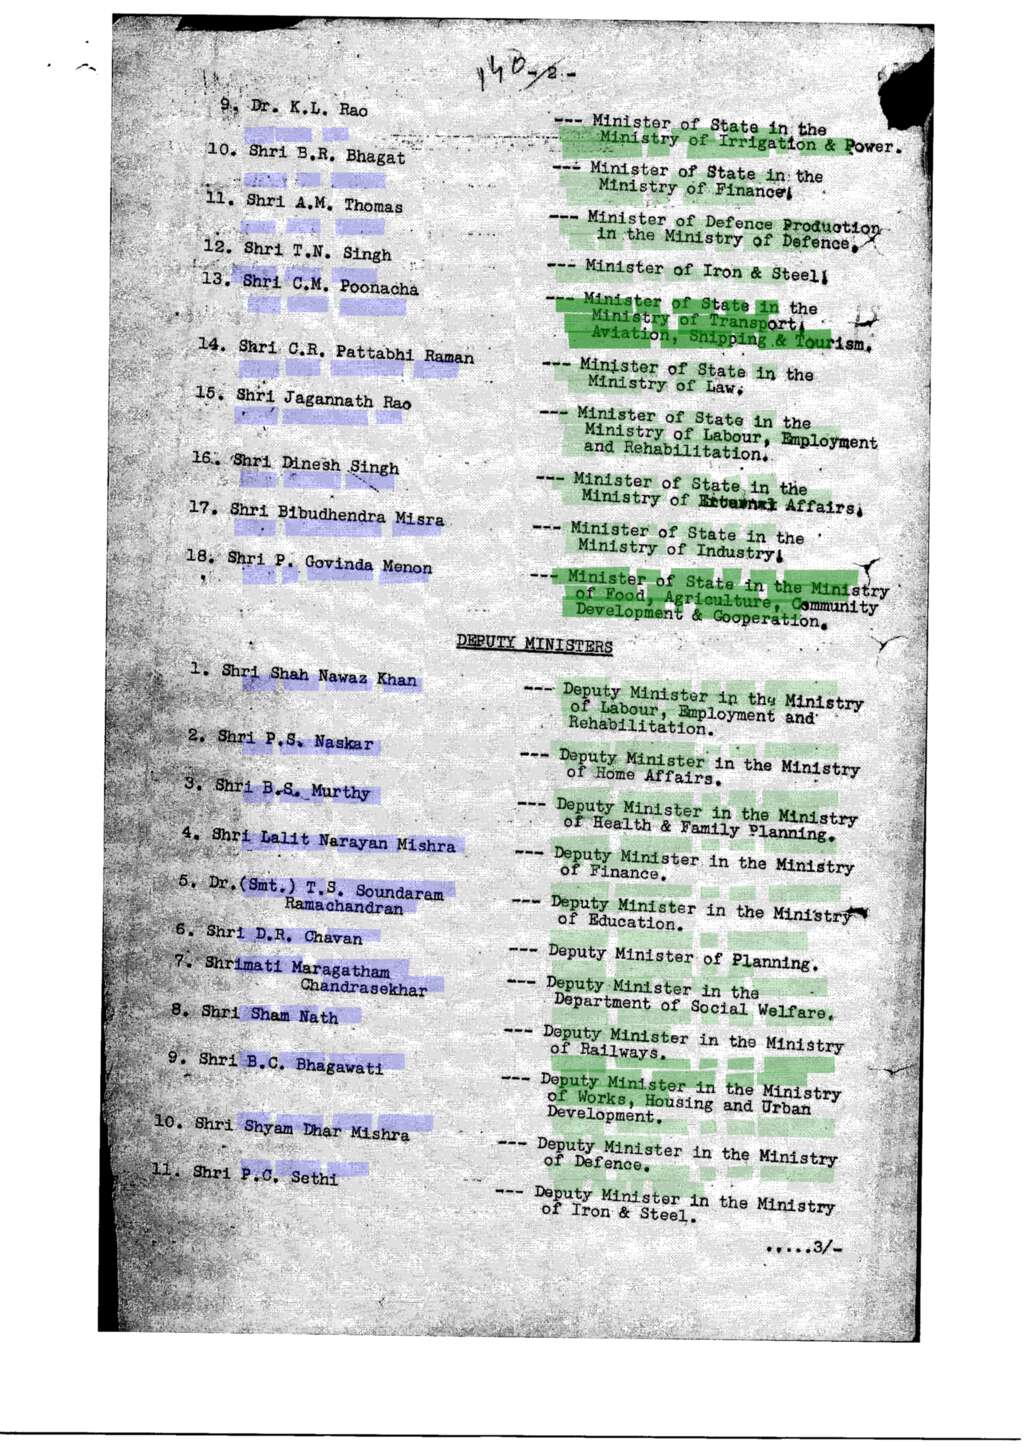 140
- 2 -
9. Dr. K.L. Rao --- Minister of State in the
Ministry of Irrigation & Power.
10. Shri B.R. Bhagat --- Minister of State in the
Ministry of Finance;
11. Shri A.M. Thomas --- Minister of Defence Production
in the Ministry of Defence.
12. Shri T.N. Singh --- Minister of Iron & Steel;
13. Shri C.M. Poonacha --- Minister of State in the
Ministry of Transport,
Aviation, Shipping & Tourism.
14. Shri C.R. Pattabhi Raman --- Minister of State in the
Ministry of Law.
15. Shri Jagannath Rao --- Minister of State in the
Ministry of Labour, Employment
and Rehabilitation.
16. Shri Dinesh Singh --- Minister of State in the
Ministry of External Affairs;
17. Shri Bibudhendra Misra --- Minister of State in the
Ministry of Industry;
18. Shri P. Govinda Menon --- Minister of State in the Ministry
of Food, Agriculture, Community
Development & Cooperation.
DEPUTY MINISTERS
1. Shri Shah Nawaz Khan --- Deputy Minister in the Ministry
of Labour, Employment and
Rehabilitation.
2. Shri P.S. Naskar --- Deputy Minister in the Ministry
of Home Affairs.
3. Shri B.S. Murthy --- Deputy Minister in the Ministry
of Health & Family Planning.
4. Shri Lalit Narayan Mishra --- Deputy Minister in the Ministry
of Finance.
5. Dr.(Smt.) T.S. Soundaram --- Deputy Minister in the Ministry
Ramachandran of Education.
6. Shri D.R. Chavan --- Deputy Minister of Planning.
7. Shrimati Maragatham --- Deputy Minister in the
Chandrasekhar Department of Social Welfare.
8. Shri Sham Nath --- Deputy Minister in the Ministry
of Railways.
9. Shri B.C. Bhagawati --- Deputy Minister in the Ministry
of Works, Housing and Urban
Development.
10. Shri Shyam Dhar Mishra --- Deputy Minister in the Ministry
of Defence.
11. Shri P.C. Sethi --- Deputy Minister in the Ministry
of Iron & Steel.
.....3/-